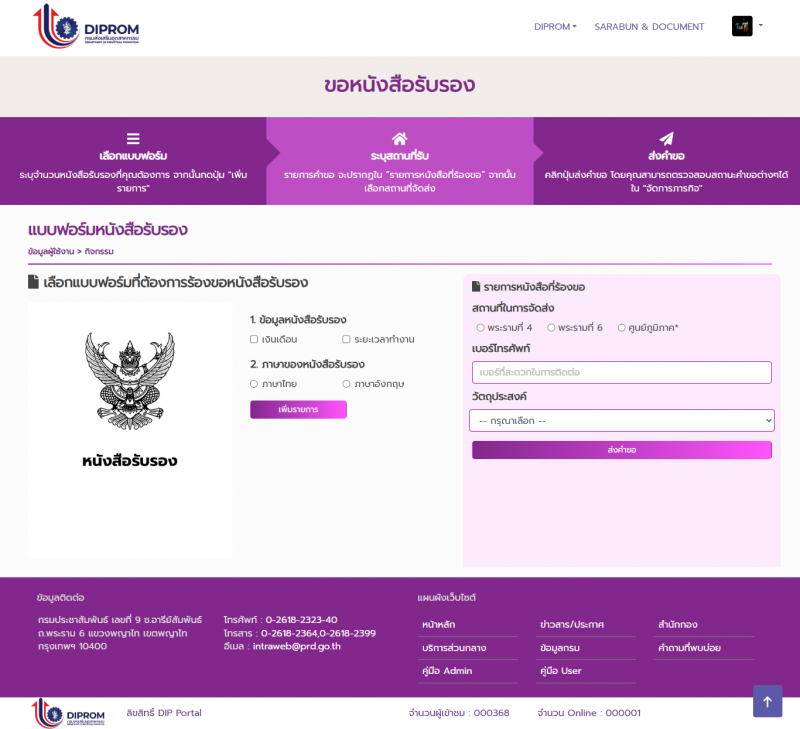 DIPROM
กรมส่งเสริมอุตสาหกรรม
DEPARTMENT OF INDUSTRIAL PROMOTION
DIPROM
SARABUN & DOCUMENT
ขอหนังสือรับรอง
เลือกแบบฟอร์ม
ระบุจำนวนหนังสือรับรองที่คุณต้องการ จากนั้นกดปุ่ม "เพิ่ม
รายการ"
ระบุสถานที่รับ
รายการคำขอ จะปรากฏใน "รายการหนังสือที่ร้องขอ" จากนั้น
เลือกสถานที่จัดส่ง
ส่งคำขอ
คลิกปุ่มส่งคำขอ โดยคุณสามารถตรวจสอบสถานะคำขอต่างๆได้
ใน "จัดการภารกิจ"
แบบฟอร์มหนังสือรับรอง
ข้อมูลผู้ใช้งาน > กิจกรรม
เลือกแบบฟอร์มที่ต้องการร้องขอหนังสือรับรอง
หนังสือรับรอง
1. ข้อมูลหนังสือรับรอง
เงินเดือน
ระยะเวลาทำงาน
2. ภาษาของหนังสือรับรอง
ภาษาไทย
ภาษาอังกฤษ
เพิ่มรายการ
รายการหนังสือที่ร้องขอ
สถานที่ในการจัดส่ง
พระรามที่ 4
พระรามที่ 6
ศูนย์ภูมิภาค*
เบอร์โทรศัพท์
เบอร์ที่สะดวกในการติดต่อ
วัตถุประสงค์
-- กรุณาเลือก --
ส่งคำขอ
ข้อมูลติดต่อ
กรมประชาสัมพันธ์ เลขที่ 9 ซ.อารีย์สัมพันธ์
ถ.พระราม 6 แขวงพญาไท เขตพญาไท
กรุงเทพฯ 10400
โทรศัพท์ : 0-2618-2323-40
โทรสาร : 0-2618-2364,0-2618-2399
อีเมล : intraweb@prd.go.th
แผนผังเว็บไซต์
หน้าหลัก
ข่าวสาร/ประกาศ
สำนักกอง
บริการส่วนกลาง
ข้อมูลกรม
คำถามที่พบบ่อย
คู่มือ Admin
คู่มือ User
DIPROM
ลิขสิทธิ์ DIP Portal
จำนวนผู้เข้าชม : 000368
จำนวน Online : 000001